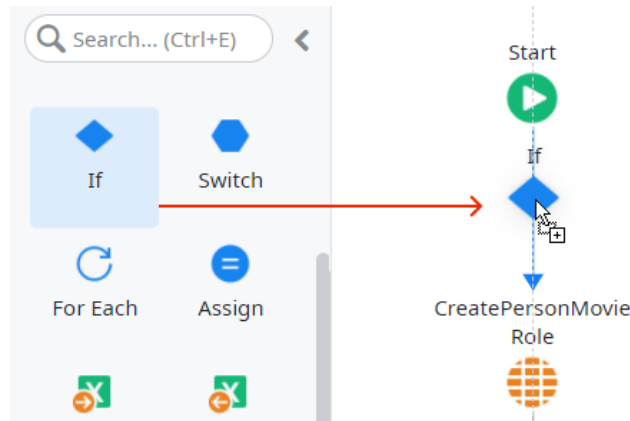 Search... (Ctrl+E)
If
Switch
For Each
Assign
Start
If
CreatePersonMovie
Role